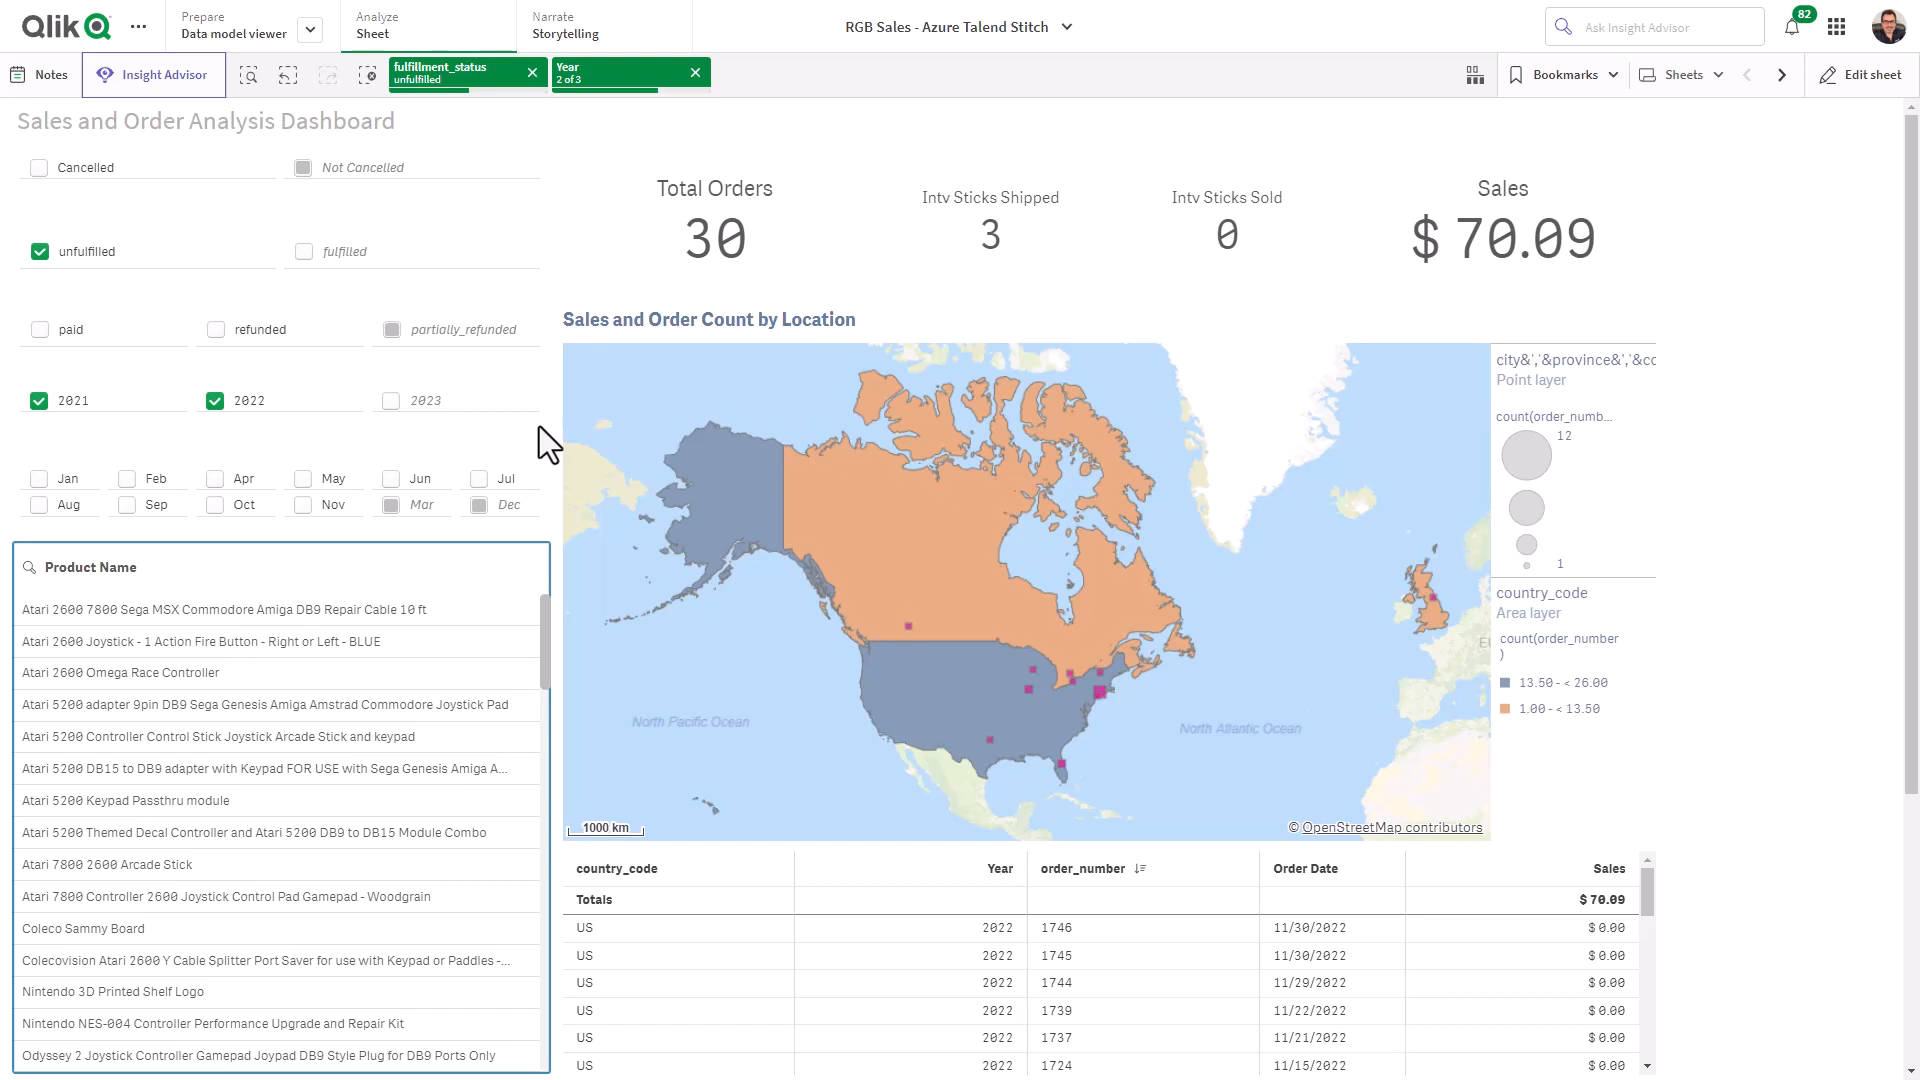 Qlik
Prepare
Data model viewer
Analyze
Sheet
Narrate
Storytelling
RGB Sales - Azure Talend Stitch
Ask Insight Advisor
82
Notes
Insight Advisor
fulfillment_status
unfulfilled
Year
2 of 3
Bookmarks
Sheets
Edit sheet
Sales and Order Analysis Dashboard
Cancelled
Not Cancelled
unfulfilled
fulfilled
paid
refunded
partially_refunded
2021
2022
2023
Jan
Feb
Apr
May
Jun
Jul
Aug
Sep
Oct
Nov
Mar
Dec
Total Orders
30
Intv Sticks Shipped
3
Intv Sticks Sold
0
Sales
$ 70.09
Product Name
Atari 2600 7800 Sega MSX Commodore Amiga DB9 Repair Cable 10 ft
Atari 2600 Joystick - 1 Action Fire Button - Right or Left - BLUE
Atari 2600 Omega Race Controller
Atari 5200 adapter 9pin DB9 Sega Genesis Amiga Amstrad Commodore Joystick Pad
Atari 5200 Controller Control Stick Joystick Arcade Stick and keypad
Atari 5200 DB15 to DB9 adapter with Keypad FOR USE with Sega Genesis Amiga A...
Atari 5200 Keypad Passthru module
Atari 5200 Themed Decal Controller and Atari 5200 DB9 to DB15 Module Combo
Atari 7800 2600 Arcade Stick
Atari 7800 Controller 2600 Joystick Control Pad Gamepad - Woodgrain
Coleco Sammy Board
Colecovision Atari 2600 Y Cable Splitter Port Saver for use with Keypad or Paddles -...
Nintendo 3D Printed Shelf Logo
Nintendo NES-004 Controller Performance Upgrade and Repair Kit
Odyssey 2 Joystick Controller Gamepad Joypad DB9 Style Plug for DB9 Ports Only
Sales and Order Count by Location
North Pacific Ocean
North Atlantic Ocean
1000 km
© OpenStreetMap contributors
city&','&province&','&cc
Point layer
count(order_numb...
12
1
country_code
Area layer
count(order_number
)
13.50 - < 26.00
1.00 - < 13.50
country_code Year order_number Order Date Sales
Totals $ 70.09
US 2022 1746 11/30/2022 $ 0.00
US 2022 1745 11/30/2022 $ 0.00
US 2022 1744 11/29/2022 $ 0.00
US 2022 1739 11/22/2022 $ 0.00
US 2022 1737 11/21/2022 $ 0.00
US 2022 1724 11/15/2022 $ 0.00